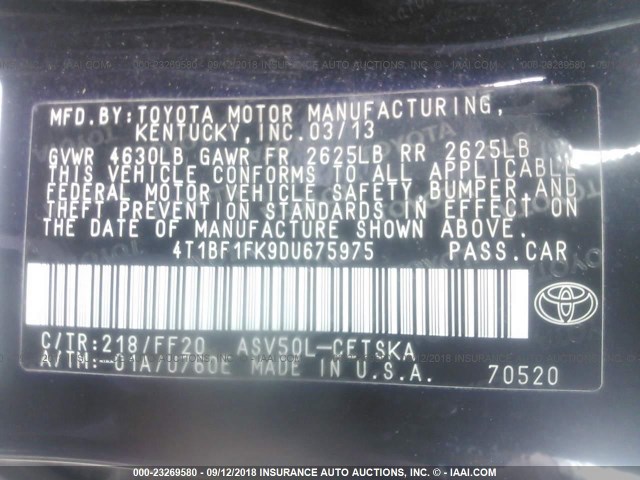 MFD.BY:TOYOTA MOTOR MANUFACTURING,
KENTUCKY,INC.03/13
GVWR 4630LB GAWR FR 2625LB RR 2625LB
THIS VEHICLE CONFORMS TO ALL APPLICABLE
FEDERAL MOTOR VEHICLE SAFETY, BUMPER,AND
THEFT PREVENTION STANDARDS IN EFFECT ON
THE DATE OF MANUFACTURE SHOWN ABOVE.
4T1BF1FK9DU675975 PASS.CAR
C/TR:218/FF20 ASV50L-CETSKA
A/TM:-01A/U760E MADE IN U.S.A. 70520
000-23269580 - 09/12/2018 INSURANCE AUTO AUCTIONS INC. (C) - IAAI.COM